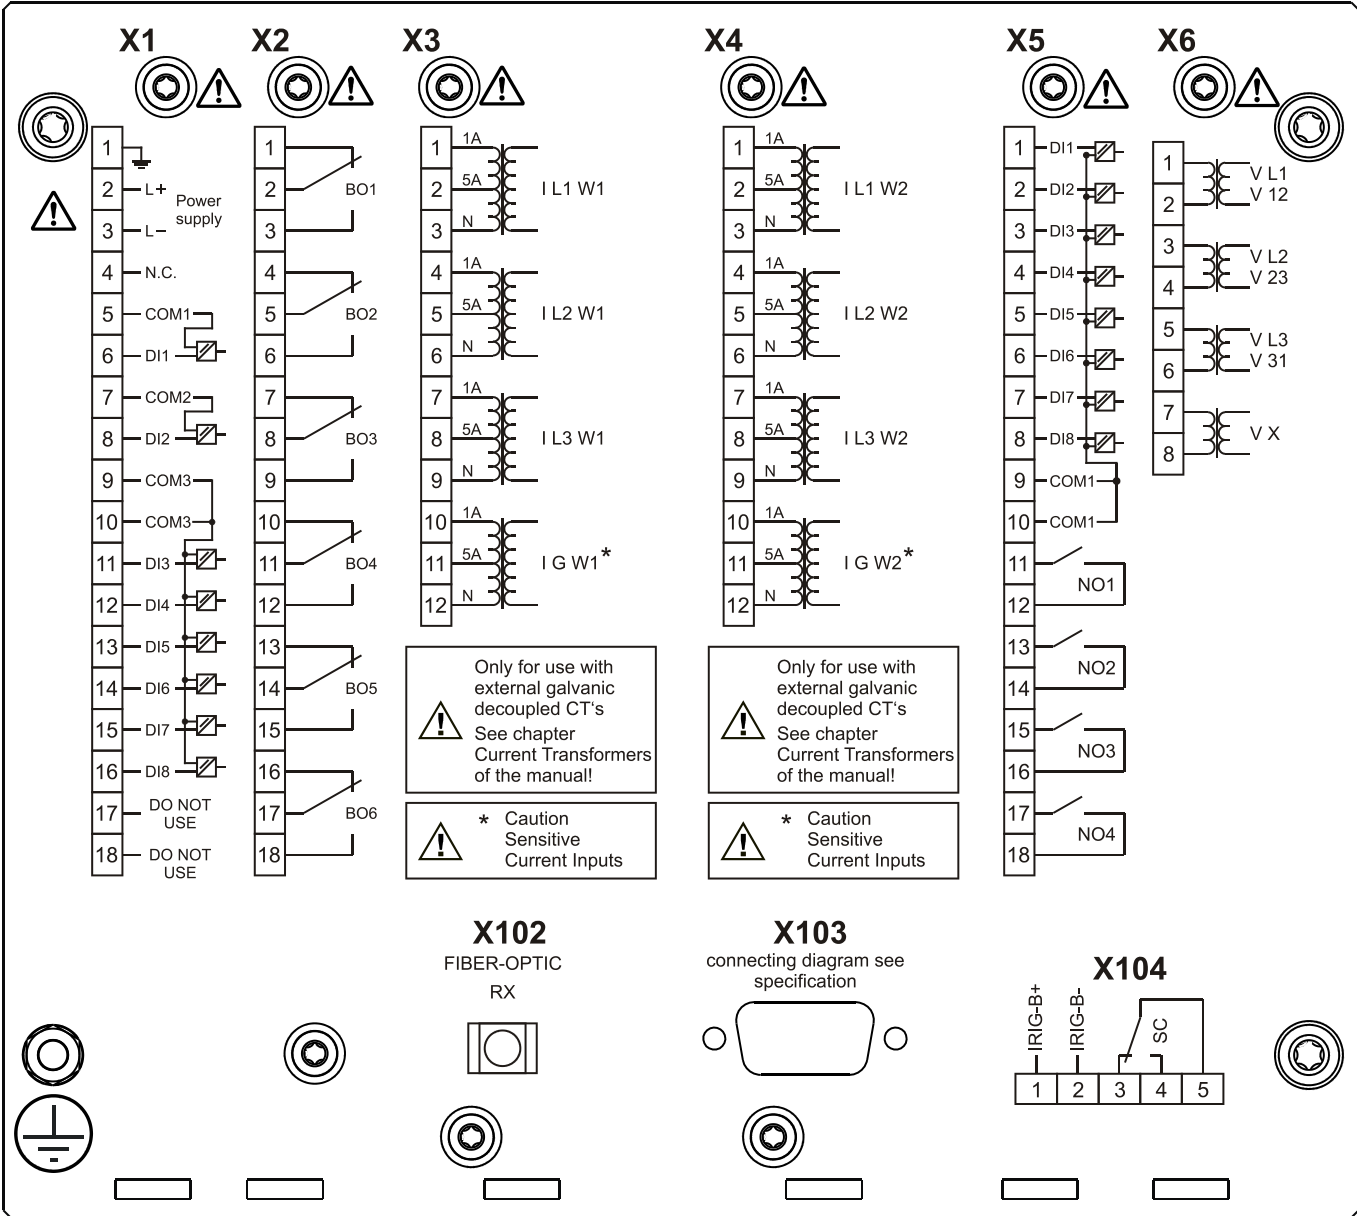 X1
X2
X3
X4
X5
X6
1
2 L+
Power
supply
3 L–
4 N.C.
5 COM1
6 DI1
7 COM2
8 DI2
9 COM3
10 COM3
11 DI3
12 DI4
13 DI5
14 DI6
15 DI7
16 DI8
17 DO NOT
USE
18 DO NOT
USE
1
2 BO1
3
4
5 BO2
6
7
8 BO3
9
10
11 BO4
12
13
14 BO5
15
16
17 BO6
18
1 1A
2 5A I L1 W1
3 N
4 1A
5 5A I L2 W1
6 N
7 1A
8 5A I L3 W1
9 N
10 1A
11 5A I G W1*
12 N
Only for use with
external galvanic
decoupled CT‘s
See chapter
Current Transformers
of the manual!
* Caution
Sensitive
Current Inputs
1 1A
2 5A I L1 W2
3 N
4 1A
5 5A I L2 W2
6 N
7 1A
8 5A I L3 W2
9 N
10 1A
11 5A I G W2*
12 N
Only for use with
external galvanic
decoupled CT‘s
See chapter
Current Transformers
of the manual!
* Caution
Sensitive
Current Inputs
1 DI1
2 DI2
3 DI3
4 DI4
5 DI5
6 DI6
7 DI7
8 DI8
9 COM1
10 COM1
11
NO1
12
13
NO2
14
15
NO3
16
17
NO4
18
1 V L1
2 V 12
3 V L2
4 V 23
5 V L3
6 V 31
7
V X
8
X102
FIBER-OPTIC
RX
X103
connecting diagram see
specification
X104
IRIG-B+
IRIG-B-
SC
1 2 3 4 5